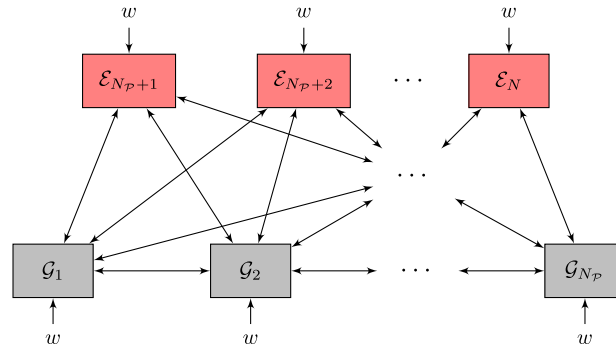 w w w
ℰ_{N_𝒫+1} ℰ_{N_𝒫+2} ··· ℰ_N
···
𝒢_1 𝒢_2 ··· 𝒢_{N_𝒫}
w w w